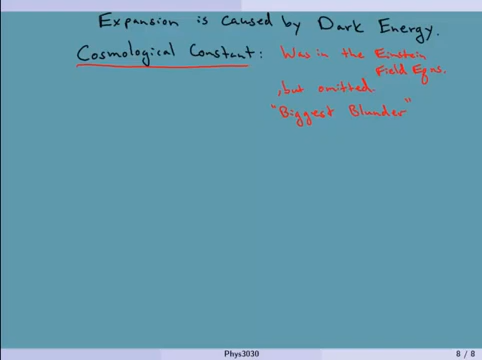 Expansion is caused by Dark Energy.
Cosmological Constant: Was in the Einstein
Field Eqns.
, but omitted.
"Biggest Blunder"
Phys3030
8 / 8